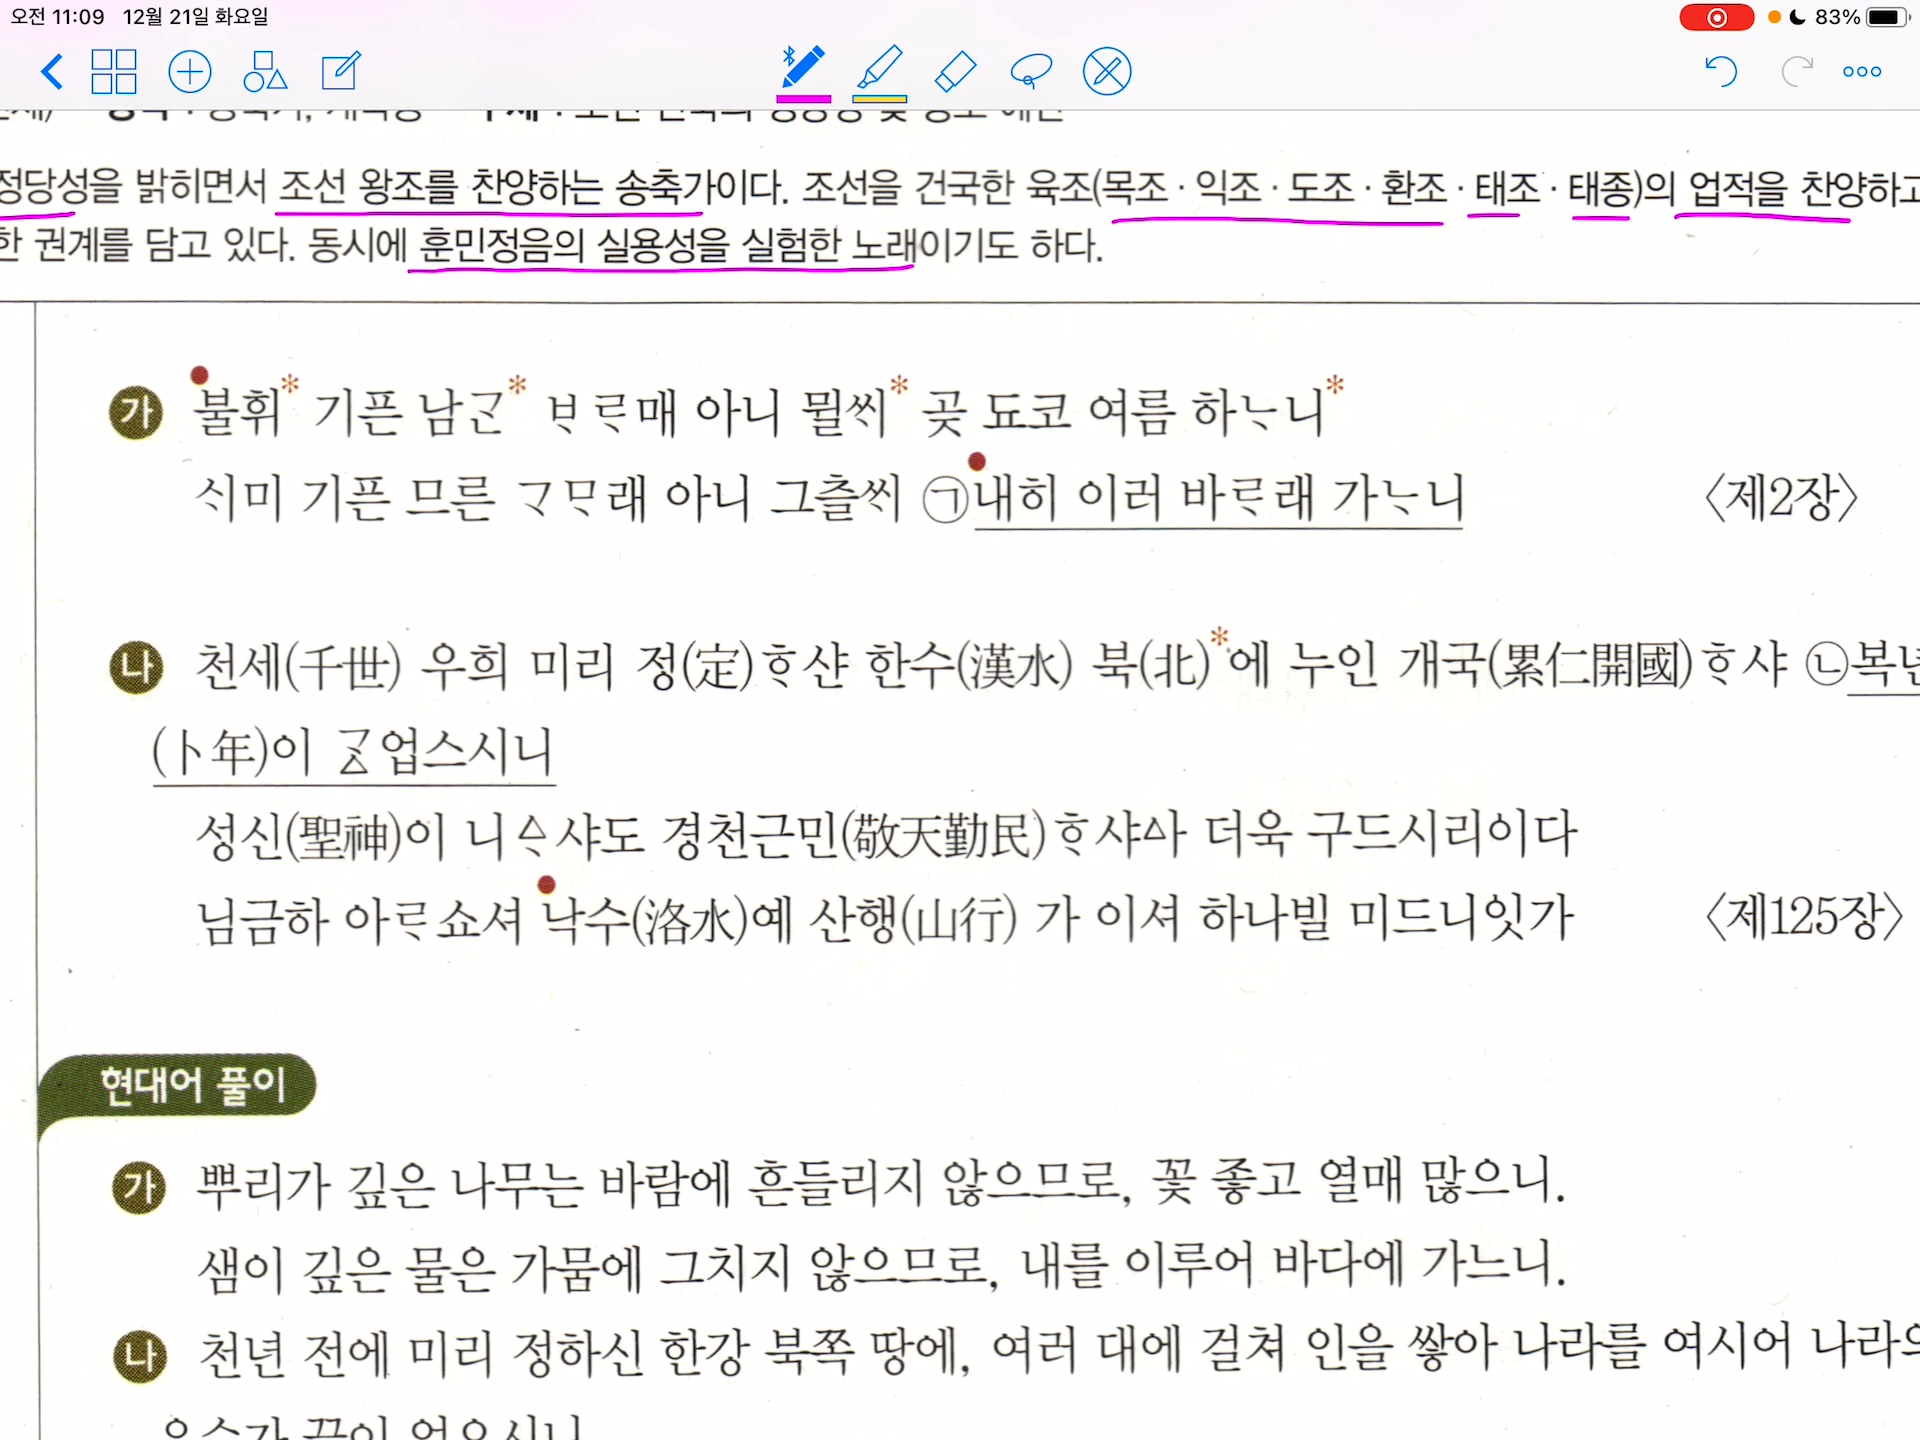 오전 11:09 12월 21일 화요일 83%
정당성을 밝히면서 조선 왕조를 찬양하는 송축가이다. 조선을 건국한 육조(목조·익조·도조·환조·태조·태종)의 업적을 찬양하고
한 권계를 담고 있다. 동시에 훈민정음의 실용성을 실험한 노래이기도 하다.
가 불휘* 기픈 남ᄀᆞᆫ* ᄇᆞᄅᆞ매 아니 뮐ᄊᆡ* 곶 됴코 여름 하ᄂᆞ니*
ᄉᆡ미 기픈 므른 ᄀᆞᄆᆞ래 아니 그츨ᄊᆡ ㉠내히 이러 바ᄅᆞ래 가ᄂᆞ니 〈제2장〉
나 천세(千世) 우희 미리 정(定)ᄒᆞ샨 한수(漢水) 북(北)*에 누인 개국(累仁開國)ᄒᆞ샤 ㉡복년
(卜年)이 ᄀᆞᇫ업스시니
성신(聖神)이 니ᅀᆞ샤도 경천근민(敬天勤民)ᄒᆞ샤ᅀᅡ 더욱 구드시리이다
님금하 아ᄅᆞ쇼셔 낙수(洛水)예 산행(山行) 가 이셔 하나빌 미드니잇가 〈제125장〉
현대어 풀이
가 뿌리가 깊은 나무는 바람에 흔들리지 않으므로, 꽃 좋고 열매 많으니.
샘이 깊은 물은 가뭄에 그치지 않으므로, 내를 이루어 바다에 가느니.
나 천년 전에 미리 정하신 한강 북쪽 땅에, 여러 대에 걸쳐 인을 쌓아 나라를 여시어 나라의